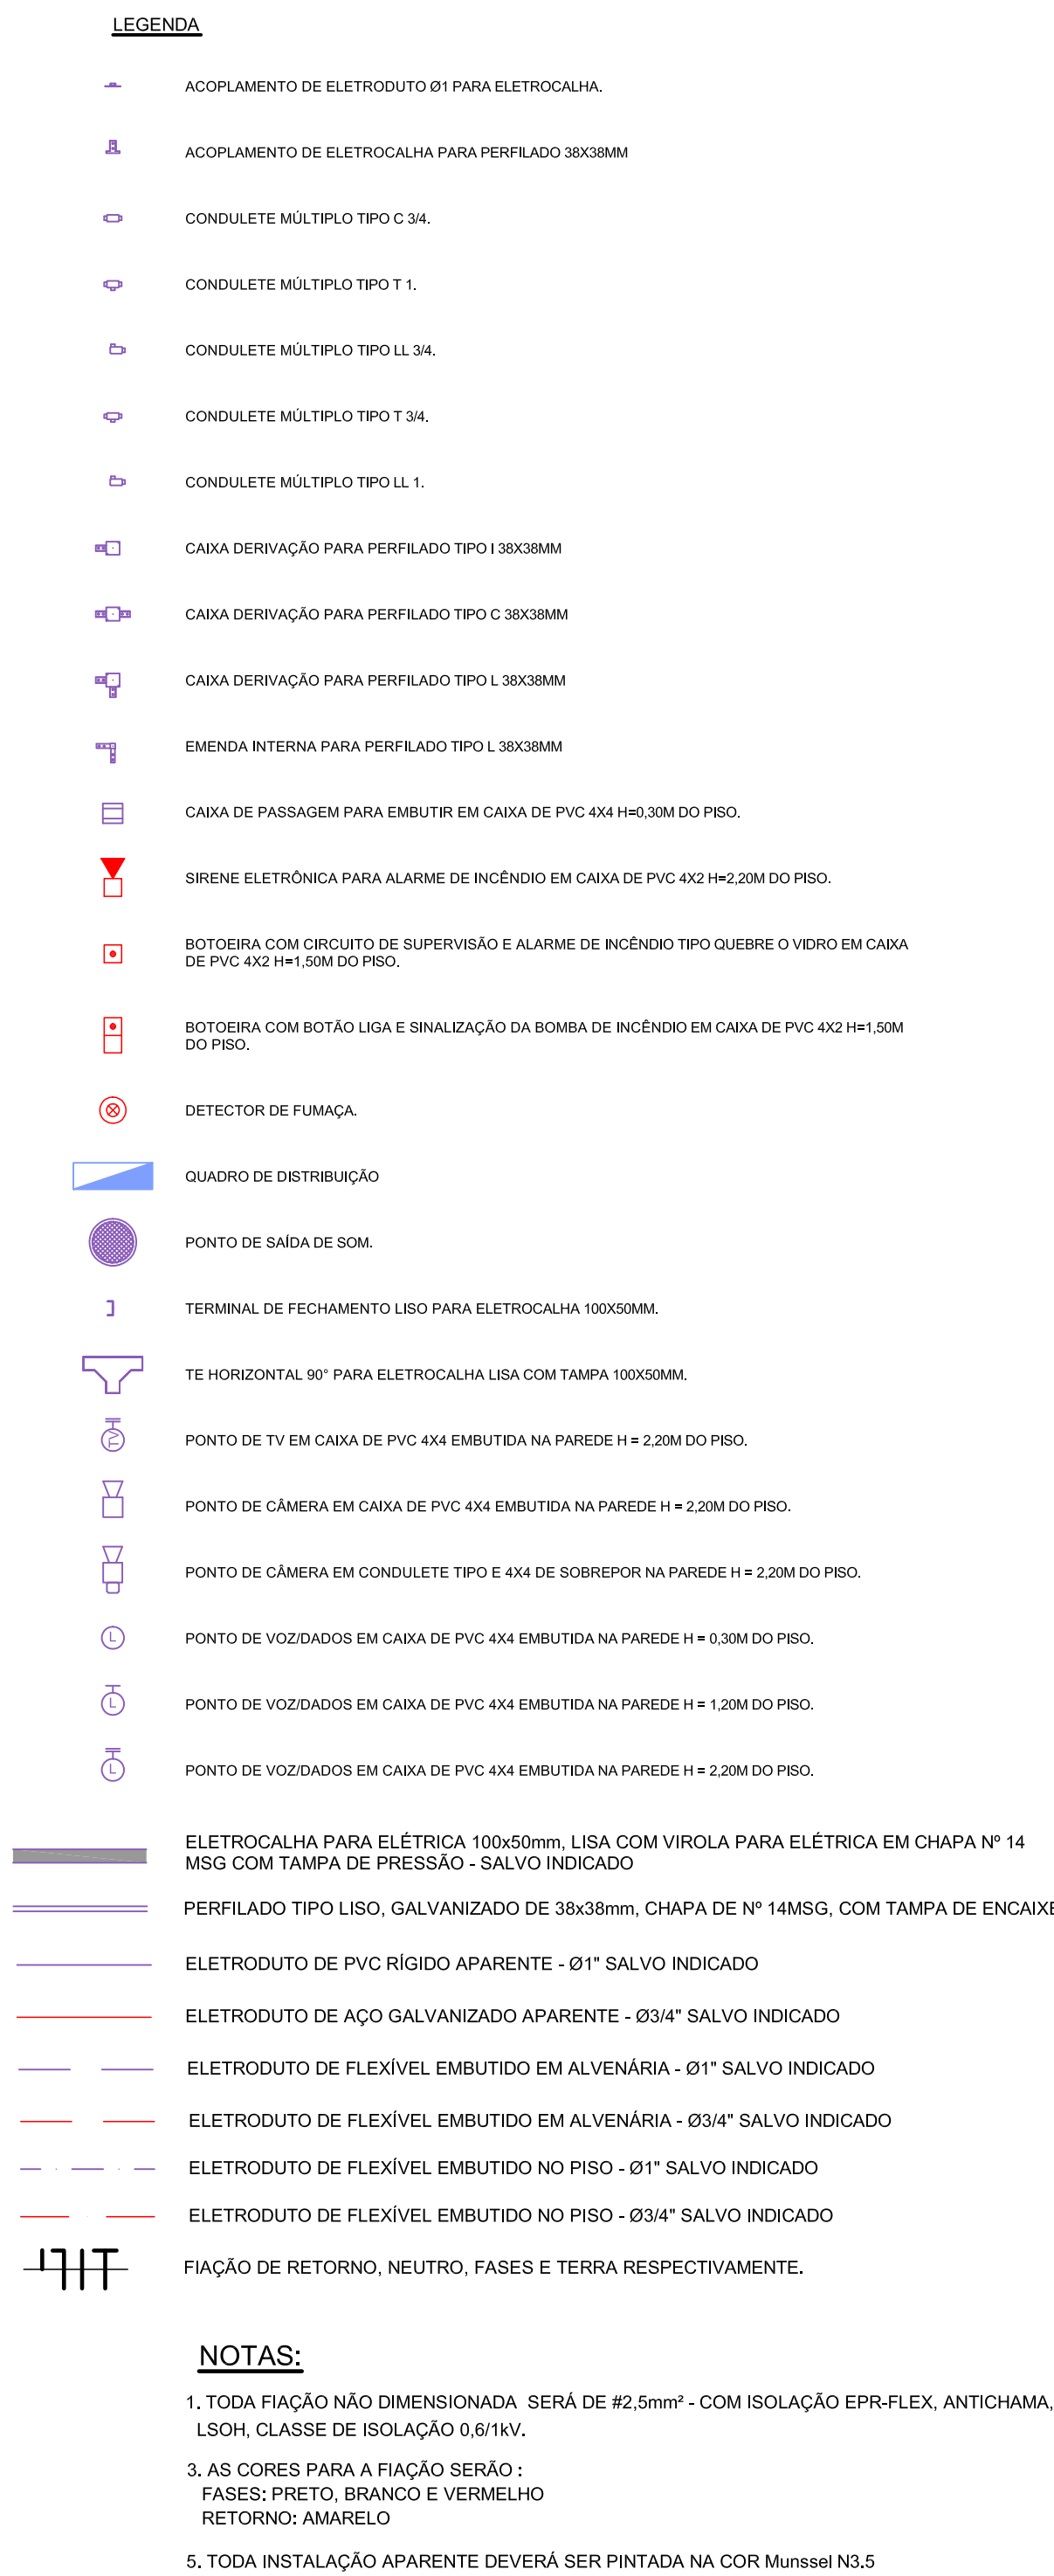 LEGENDA
ACOPLAMENTO DE ELETRODUTO Ø1 PARA ELETROCALHA.
ACOPLAMENTO DE ELETROCALHA PARA PERFILADO 38X38MM
CONDULETE MÚLTIPLO TIPO C 3/4.
CONDULETE MÚLTIPLO TIPO T 1.
CONDULETE MÚLTIPLO TIPO LL 3/4.
CONDULETE MÚLTIPLO TIPO T 3/4.
CONDULETE MÚLTIPLO TIPO LL 1.
CAIXA DERIVAÇÃO PARA PERFILADO TIPO I 38X38MM
CAIXA DERIVAÇÃO PARA PERFILADO TIPO C 38X38MM
CAIXA DERIVAÇÃO PARA PERFILADO TIPO L 38X38MM
EMENDA INTERNA PARA PERFILADO TIPO L 38X38MM
CAIXA DE PASSAGEM PARA EMBUTIR EM CAIXA DE PVC 4X4 H=0,30M DO PISO.
SIRENE ELETRÔNICA PARA ALARME DE INCÊNDIO EM CAIXA DE PVC 4X2 H=2,20M DO PISO.
BOTOEIRA COM CIRCUITO DE SUPERVISÃO E ALARME DE INCÊNDIO TIPO QUEBRE O VIDRO EM CAIXA
DE PVC 4X2 H=1,50M DO PISO.
BOTOEIRA COM BOTÃO LIGA E SINALIZAÇÃO DA BOMBA DE INCÊNDIO EM CAIXA DE PVC 4X2 H=1,50M
DO PISO.
DETECTOR DE FUMAÇA.
QUADRO DE DISTRIBUIÇÃO
PONTO DE SAÍDA DE SOM.
TERMINAL DE FECHAMENTO LISO PARA ELETROCALHA 100X50MM.
TE HORIZONTAL 90° PARA ELETROCALHA LISA COM TAMPA 100X50MM.
TV PONTO DE TV EM CAIXA DE PVC 4X4 EMBUTIDA NA PAREDE H = 2,20M DO PISO.
PONTO DE CÂMERA EM CAIXA DE PVC 4X4 EMBUTIDA NA PAREDE H = 2,20M DO PISO.
PONTO DE CÂMERA EM CONDULETE TIPO E 4X4 DE SOBREPOR NA PAREDE H = 2,20M DO PISO.
L PONTO DE VOZ/DADOS EM CAIXA DE PVC 4X4 EMBUTIDA NA PAREDE H = 0,30M DO PISO.
L PONTO DE VOZ/DADOS EM CAIXA DE PVC 4X4 EMBUTIDA NA PAREDE H = 1,20M DO PISO.
L PONTO DE VOZ/DADOS EM CAIXA DE PVC 4X4 EMBUTIDA NA PAREDE H = 2,20M DO PISO.
ELETROCALHA PARA ELÉTRICA 100x50mm, LISA COM VIROLA PARA ELÉTRICA EM CHAPA Nº 14
MSG COM TAMPA DE PRESSÃO - SALVO INDICADO
PERFILADO TIPO LISO, GALVANIZADO DE 38x38mm, CHAPA DE Nº 14MSG, COM TAMPA DE ENCAIXE
ELETRODUTO DE PVC RÍGIDO APARENTE - Ø1" SALVO INDICADO
ELETRODUTO DE AÇO GALVANIZADO APARENTE - Ø3/4" SALVO INDICADO
ELETRODUTO DE FLEXÍVEL EMBUTIDO EM ALVENÁRIA - Ø1" SALVO INDICADO
ELETRODUTO DE FLEXÍVEL EMBUTIDO EM ALVENÁRIA - Ø3/4" SALVO INDICADO
ELETRODUTO DE FLEXÍVEL EMBUTIDO NO PISO - Ø1" SALVO INDICADO
ELETRODUTO DE FLEXÍVEL EMBUTIDO NO PISO - Ø3/4" SALVO INDICADO
FIAÇÃO DE RETORNO, NEUTRO, FASES E TERRA RESPECTIVAMENTE.
NOTAS:
1. TODA FIAÇÃO NÃO DIMENSIONADA SERÁ DE #2,5mm² - COM ISOLAÇÃO EPR-FLEX, ANTICHAMA,
LSOH, CLASSE DE ISOLAÇÃO 0,6/1kV.
3. AS CORES PARA A FIAÇÃO SERÃO :
FASES: PRETO, BRANCO E VERMELHO
RETORNO: AMARELO
5. TODA INSTALAÇÃO APARENTE DEVERÁ SER PINTADA NA COR Munssel N3.5